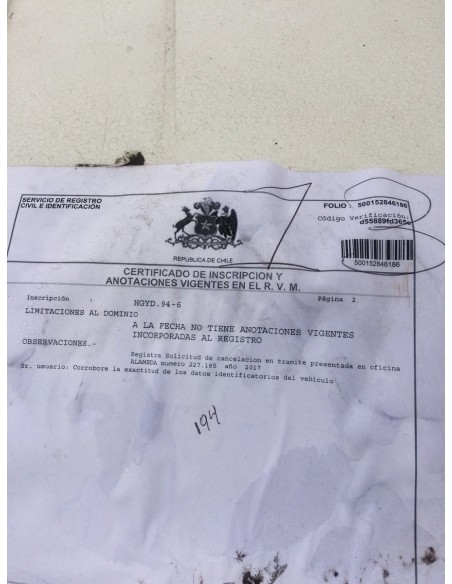 SERVICIO DE REGISTRO
CIVIL E IDENTIFICACIÓN
FOLIO : 500152846186
Código Verificación:
d55889fd3654
500152846186
REPUBLICA DE CHILE
CERTIFICADO DE INSCRIPCION Y
ANOTACIONES VIGENTES EN EL R. V. M.
Inscripción HGYD.94-6 Página 2
LIMITACIONES AL DOMINIO
A LA FECHA NO TIENE ANOTACIONES VIGENTES
INCORPORADAS AL REGISTRO
OBSERVACIONES.-
Registra Solicitud de cancelacion en tramite presentada en oficina
ALAMEDA numero 227.185 año 2017
Sr. usuario: Corrobore la exactitud de los datos identificatorios del vehículo
194